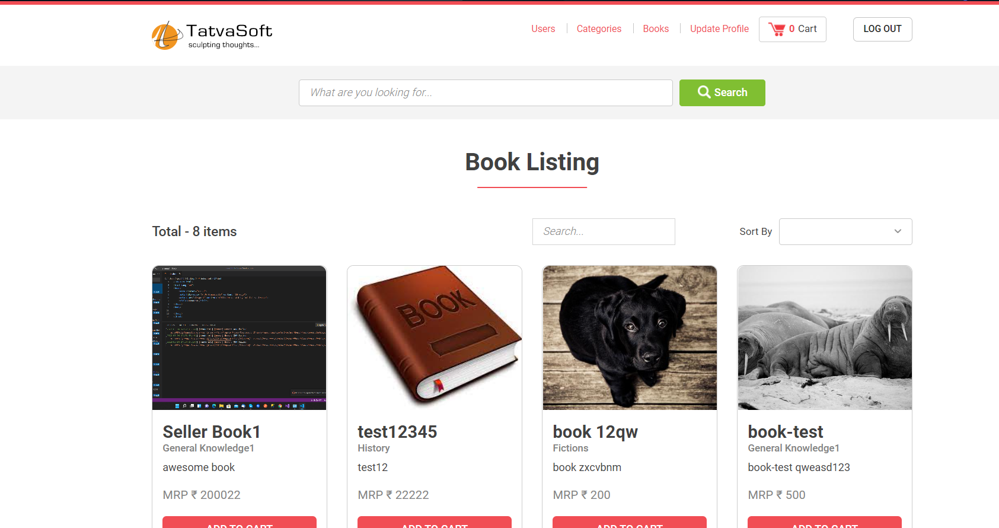 TatvaSoft
sculpting thoughts...
Users
Categories
Books
Update Profile
0 Cart
LOG OUT
What are you looking for...
Search
Book Listing
Total - 8 items
Search...
Sort By
BOOK
Seller Book1
General Knowledge1
awesome book
MRP ₹ 200022
ADD TO CART
test12345
History
test12
MRP ₹ 22222
ADD TO CART
book 12qw
Fictions
book zxcvbnm
MRP ₹ 200
ADD TO CART
book-test
General Knowledge1
book-test qweasd123
MRP ₹ 500
ADD TO CART